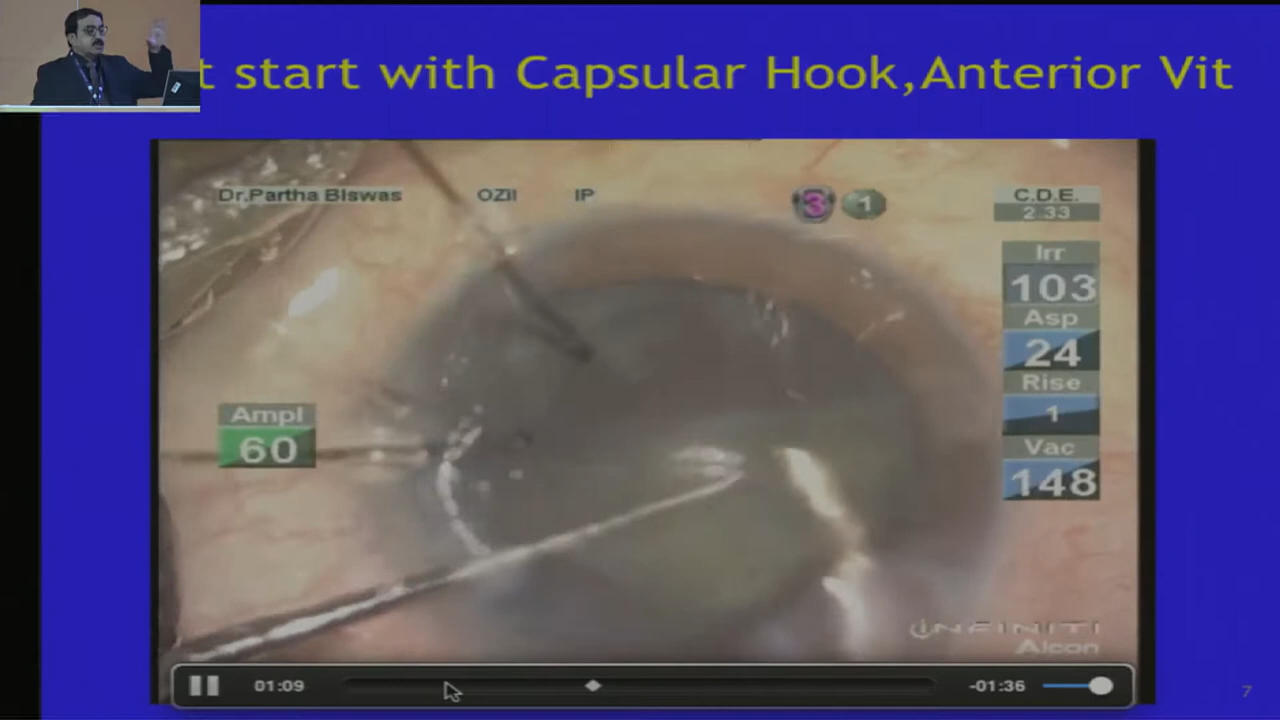 t start with Capsular Hook,Anterior Vit
Dr.Partha Biswas OZil IP 3 1 C.D.E.
2.33
Irr
103
Asp
24
Rise
1
Vac
148
Ampl
60
INFINITI
Alcon
01:09 -01:36
7